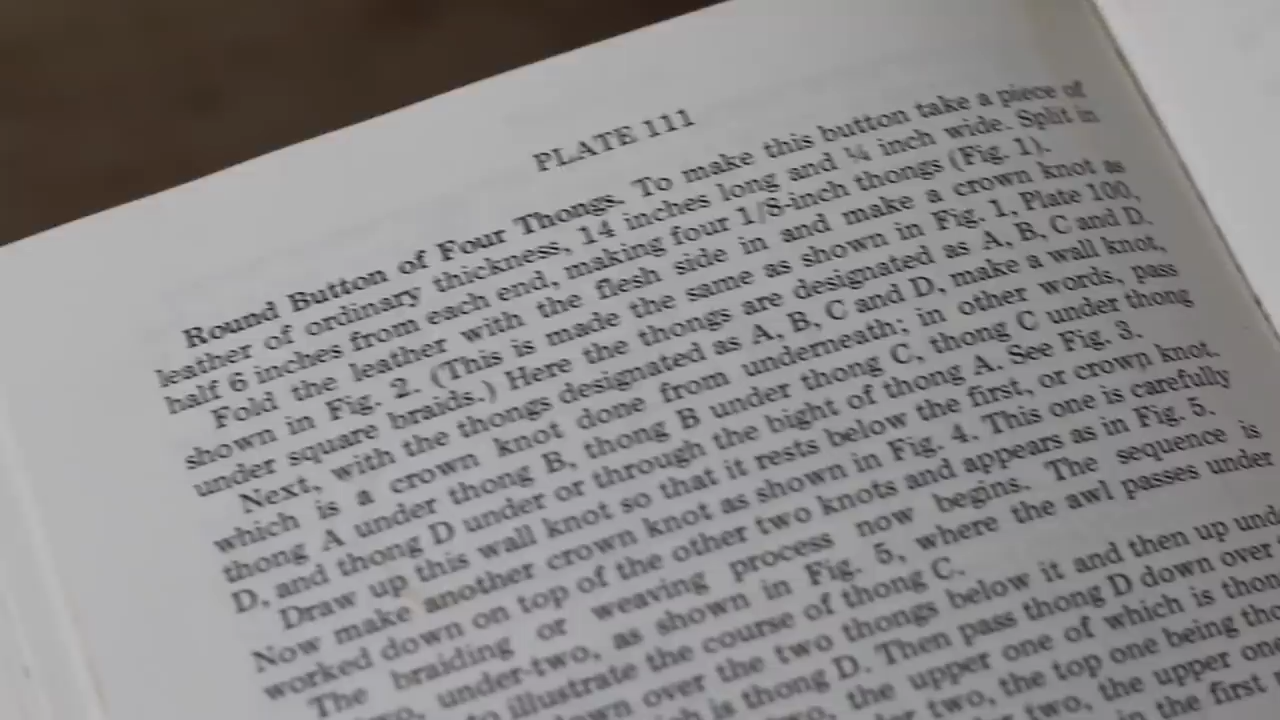 PLATE 111
Round Button of Four Thongs. To make this button take a piece of
leather of ordinary thickness, 14 inches long and ¼ inch wide. Split in
half 6 inches from each end, making four 1/8-inch thongs (Fig. 1).
Fold the leather with the flesh side in and make a crown knot as
shown in Fig. 2. (This is made the same as shown in Fig. 1, Plate 100,
under square braids.) Here the thongs are designated as A, B, C and D.
Next, with the thongs designated as A, B, C and D, make a wall knot,
which is a crown knot done from underneath; in other words, pass
thong A under thong B, thong B under thong C, thong C under thong
D, and thong D under or through the bight of thong A. See Fig. 3.
Draw up this wall knot so that it rests below the first, or crown knot.
Now make another crown knot as shown in Fig. 4. This one is carefully
worked down on top of the other two knots and appears as in Fig. 5.
The braiding or weaving process now begins. The sequence is
under-two, as shown in Fig. 5, where the awl passes under
to illustrate the course of thong C.
down over the two thongs below it and then up
is thong D. Then pass thong D down over
two, the upper one of which is
two, the top one being
two, the upper
in the first